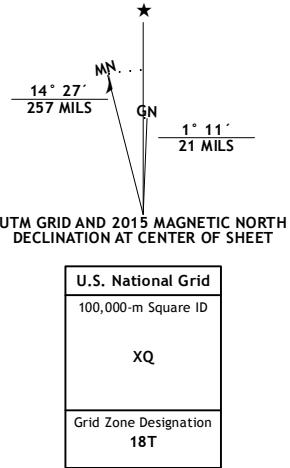 ★
MN
14° 27´
257 MILS
GN
1° 11´
21 MILS
UTM GRID AND 2015 MAGNETIC NORTH
DECLINATION AT CENTER OF SHEET
U.S. National Grid
100,000-m Square ID
XQ
Grid Zone Designation
18T